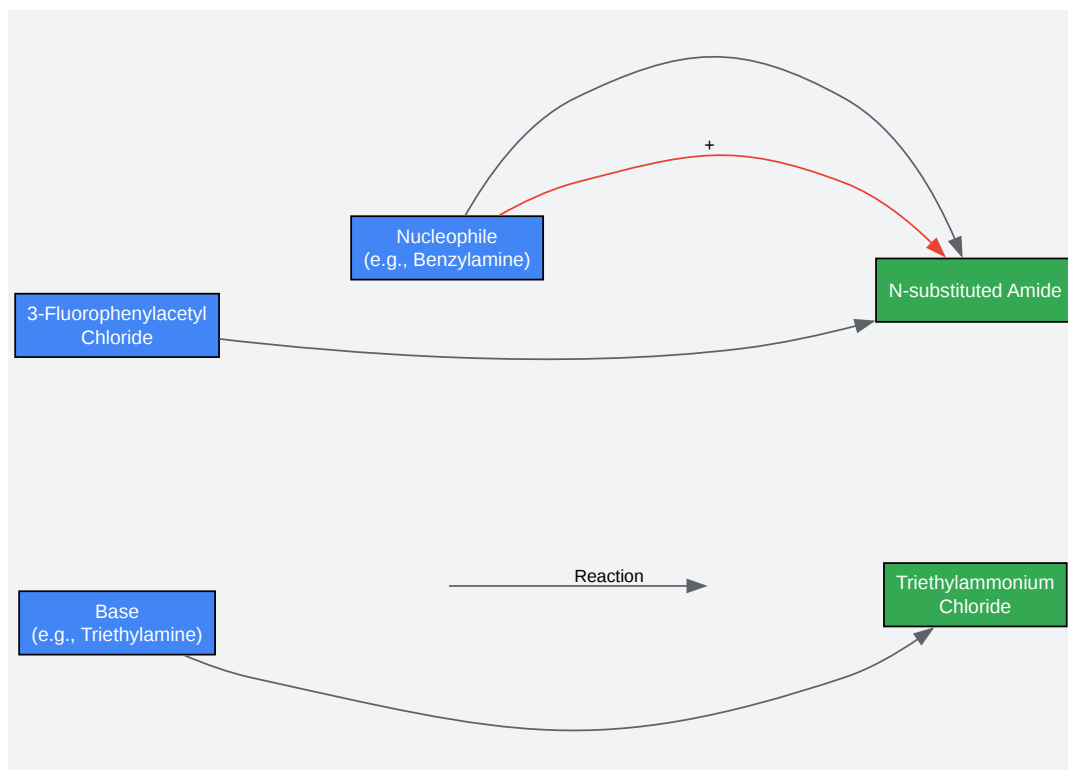 +
Nucleophile
(e.g., Benzylamine)
N-substituted Amide
3-Fluorophenylacetyl
Chloride
Reaction
Triethylammonium
Chloride
Base
(e.g., Triethylamine)